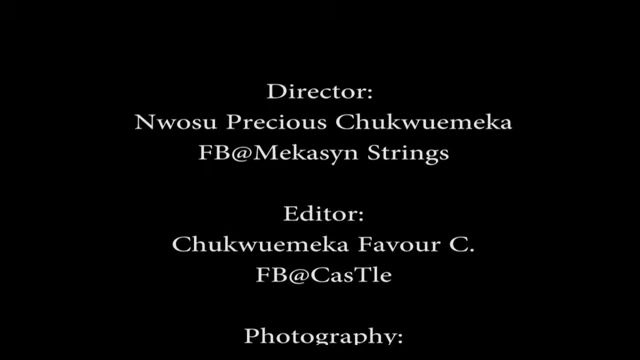 Director:
Nwosu Precious Chukwuemeka
FB@Mekasyn Strings
Editor:
Chukwuemeka Favour C.
FB@CasTle
Photography: